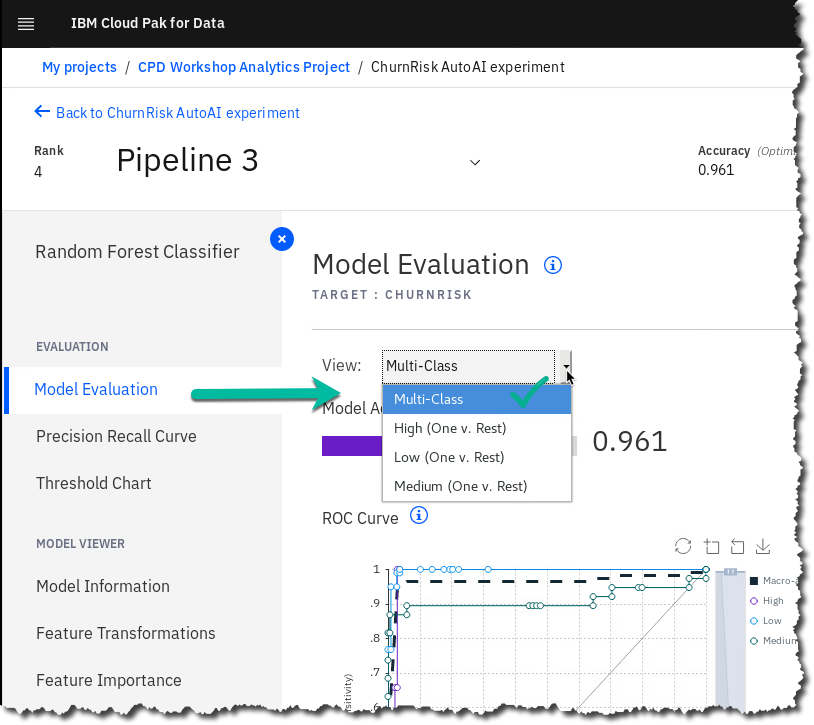 IBM Cloud Pak for Data
My projects / CPD Workshop Analytics Project / ChurnRisk AutoAI experiment
Back to ChurnRisk AutoAI experiment
Rank
4
Pipeline 3
Accuracy
0.961
Random Forest Classifier
EVALUATION
Model Evaluation
Precision Recall Curve
Threshold Chart
MODEL VIEWER
Model Information
Feature Transformations
Feature Importance
Model Evaluation
TARGET : CHURNRISK
View: Multi-Class
Multi-Class
High (One v. Rest)
Low (One v. Rest)
Medium (One v. Rest)
Model
0.961
ROC Curve
1
.9
.8
.7
.6
High
Low
Medium